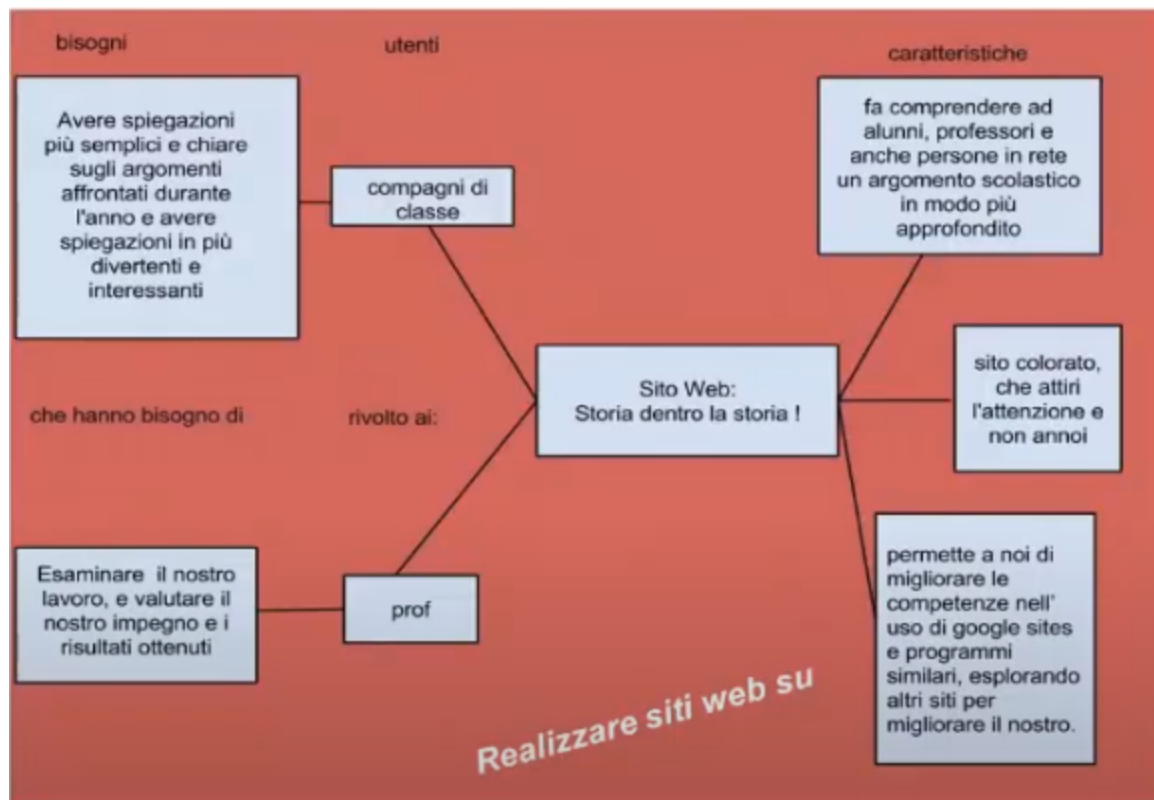 bisogni
utenti
caratteristiche
Avere spiegazioni
più semplici e chiare
sugli argomenti
affrontati durante
l'anno e avere
spiegazioni in più
divertenti e
interessanti
compagni di
classe
fa comprendere ad
alunni, professori e
anche persone in rete
un argomento scolastico
in modo più
approfondito
Sito Web:
Storia dentro la storia !
sito colorato,
che attiri
l'attenzione e
non annoi
che hanno bisogno di
rivolto ai:
Esaminare il nostro
lavoro, e valutare il
nostro impegno e i
risultati ottenuti
prof
permette a noi di
migliorare le
competenze nell'
uso di google sites
e programmi
similari, esplorando
altri siti per
migliorare il nostro.
Realizzare siti web su